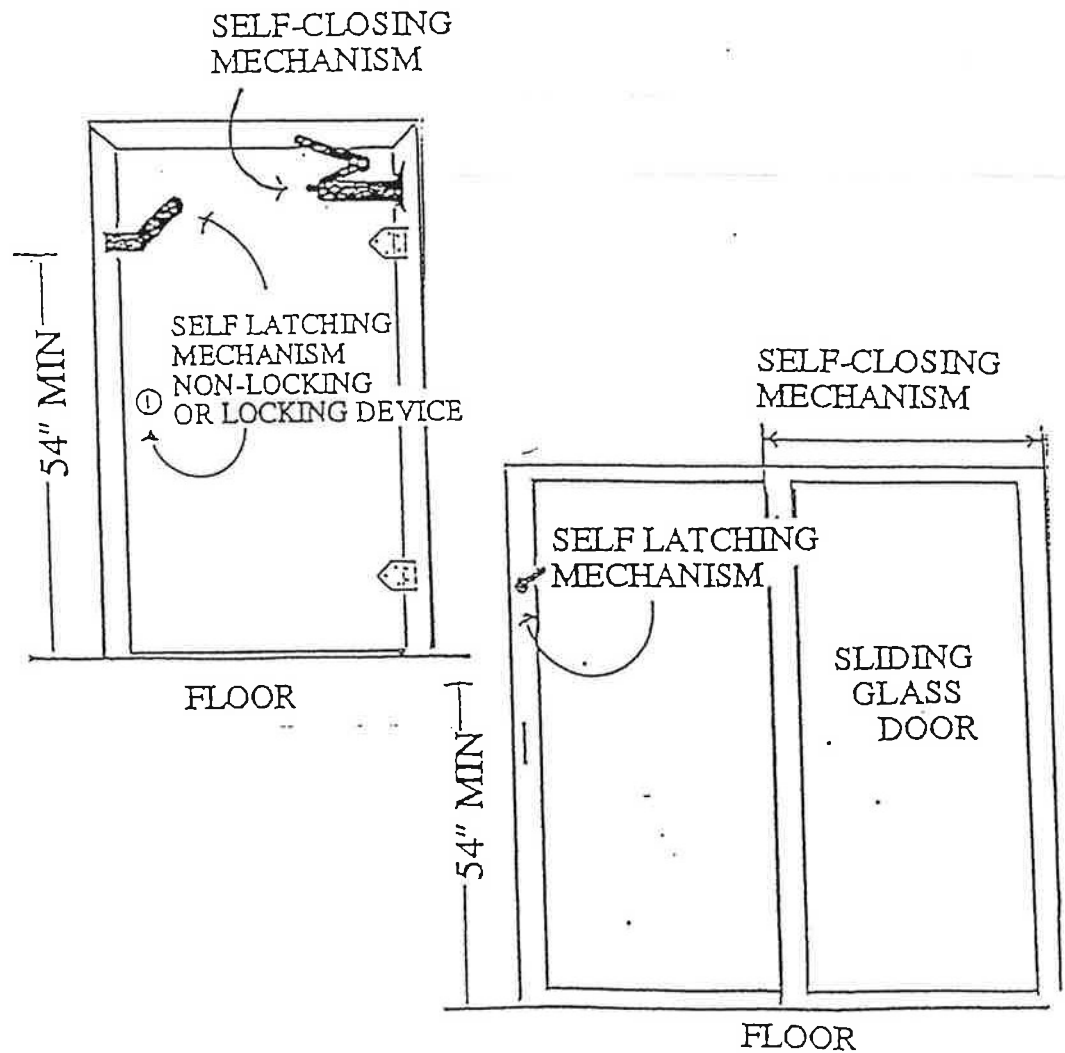 SELF-CLOSING
MECHANISM
54" MIN
SELF LATCHING
MECHANISM
NON-LOCKING
OR LOCKING DEVICE
FLOOR
SELF-CLOSING
MECHANISM
SELF LATCHING
MECHANISM
SLIDING
GLASS
DOOR
54" MIN
FLOOR